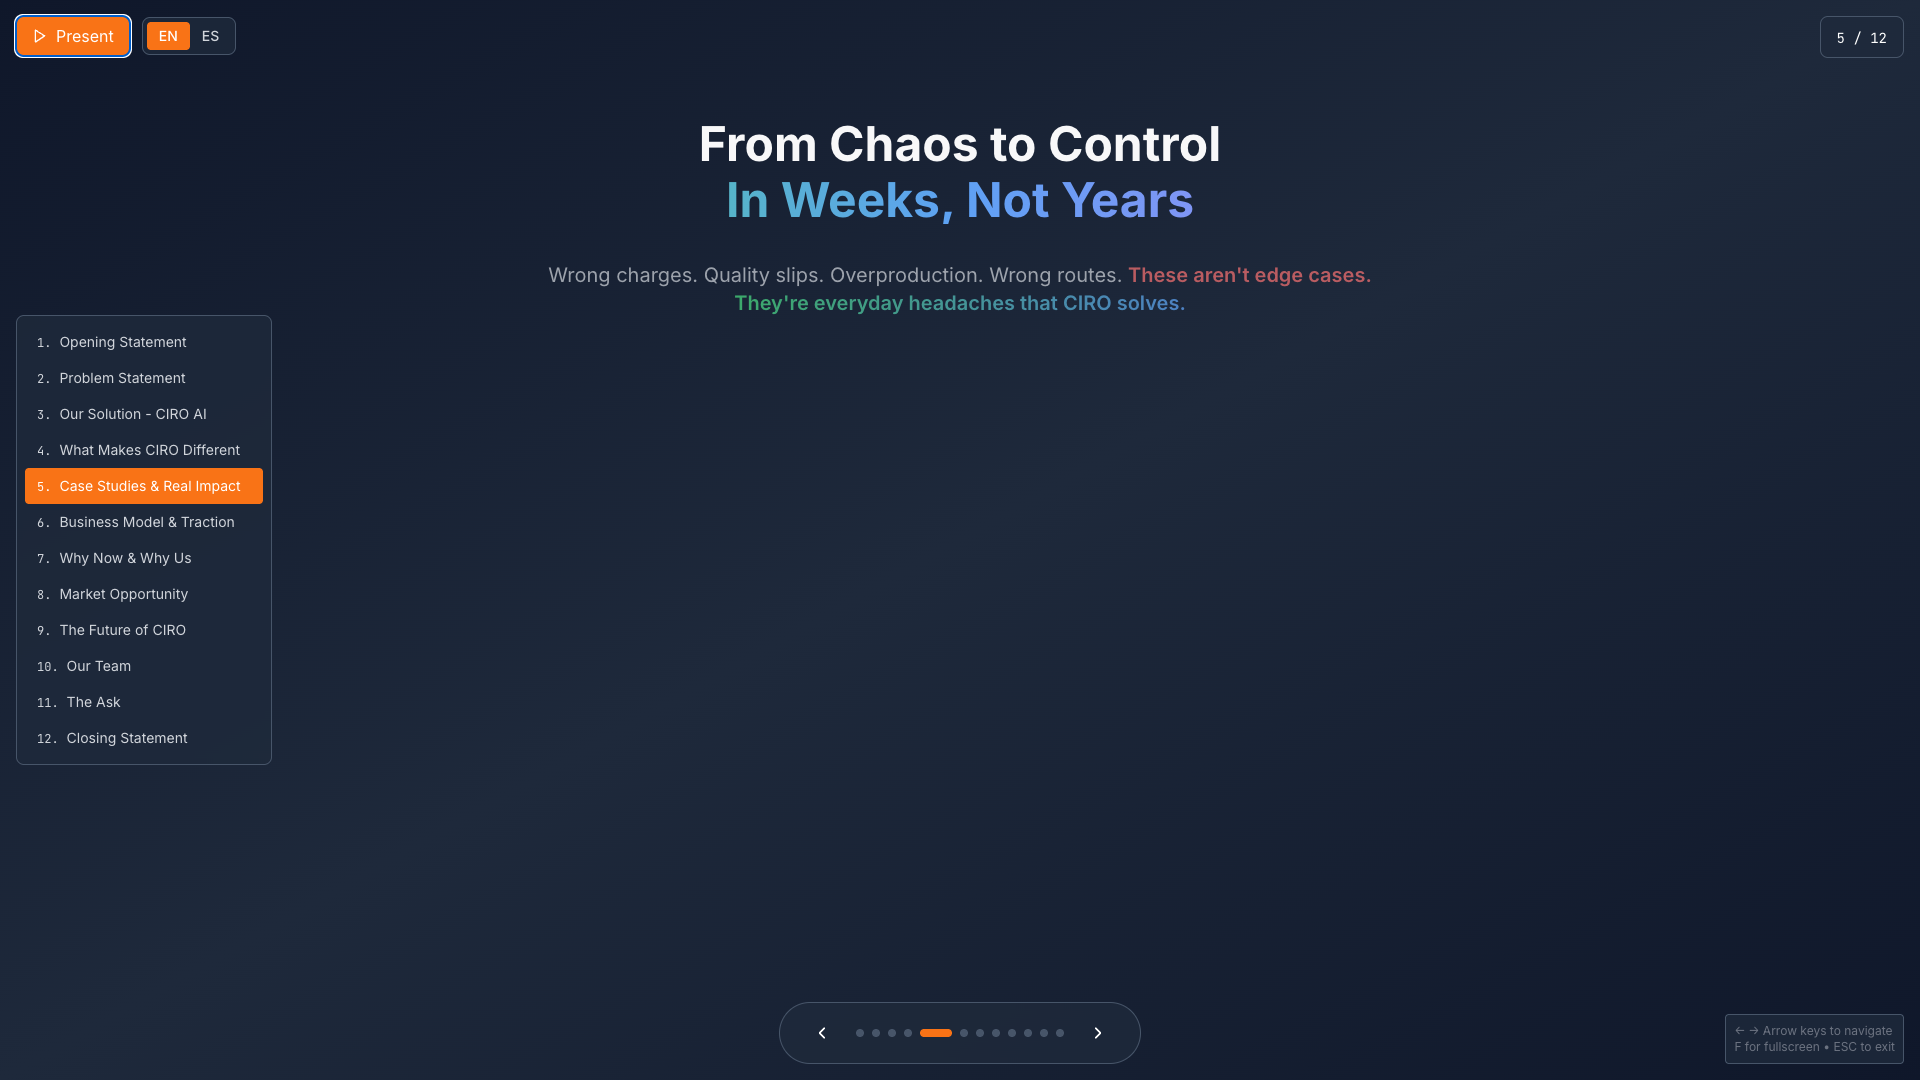 Present
EN ES
5 / 12
From Chaos to Control
In Weeks, Not Years
Wrong charges. Quality slips. Overproduction. Wrong routes. These aren't edge cases.
They're everyday headaches that CIRO solves.
1. Opening Statement
2. Problem Statement
3. Our Solution - CIRO AI
4. What Makes CIRO Different
5. Case Studies & Real Impact
6. Business Model & Traction
7. Why Now & Why Us
8. Market Opportunity
9. The Future of CIRO
10. Our Team
11. The Ask
12. Closing Statement
← → Arrow keys to navigate
F for fullscreen • ESC to exit